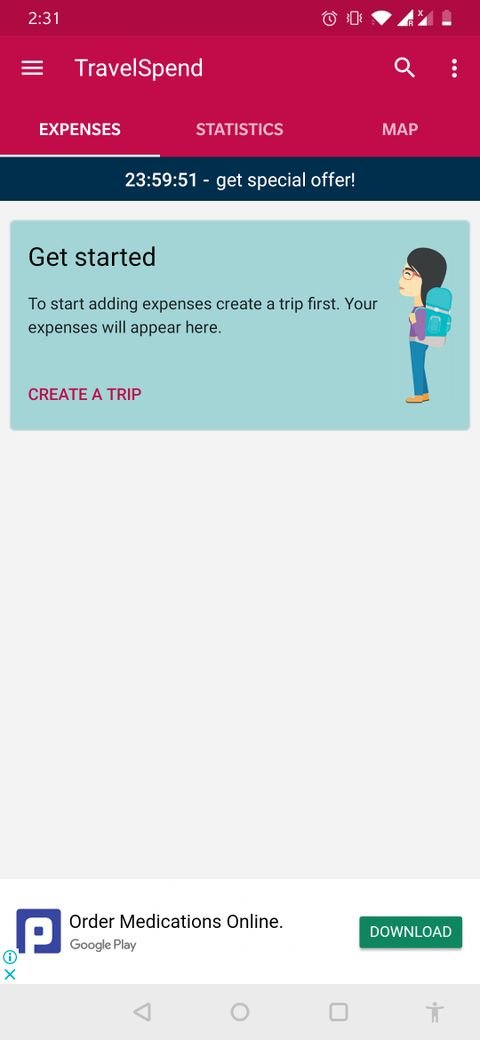 2:31
TravelSpend
EXPENSES STATISTICS MAP
23:59:51 - get special offer!
Get started
To start adding expenses create a trip first. Your
expenses will appear here.
CREATE A TRIP
Order Medications Online.
Google Play
DOWNLOAD